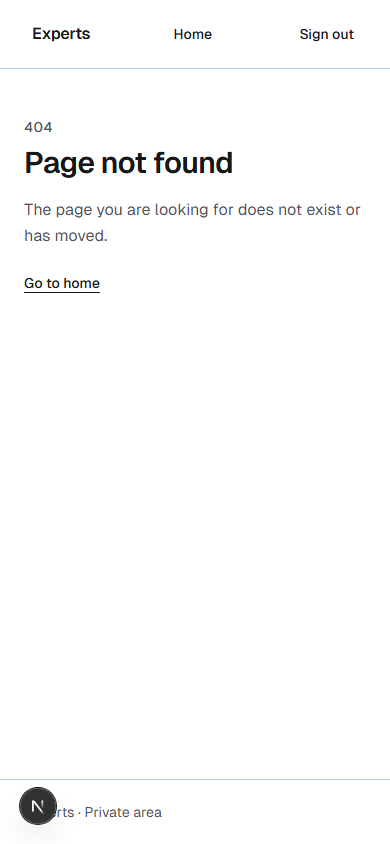 Experts
Home
Sign out
404
Page not found
The page you are looking for does not exist or
has moved.
Go to home
N
rts · Private area